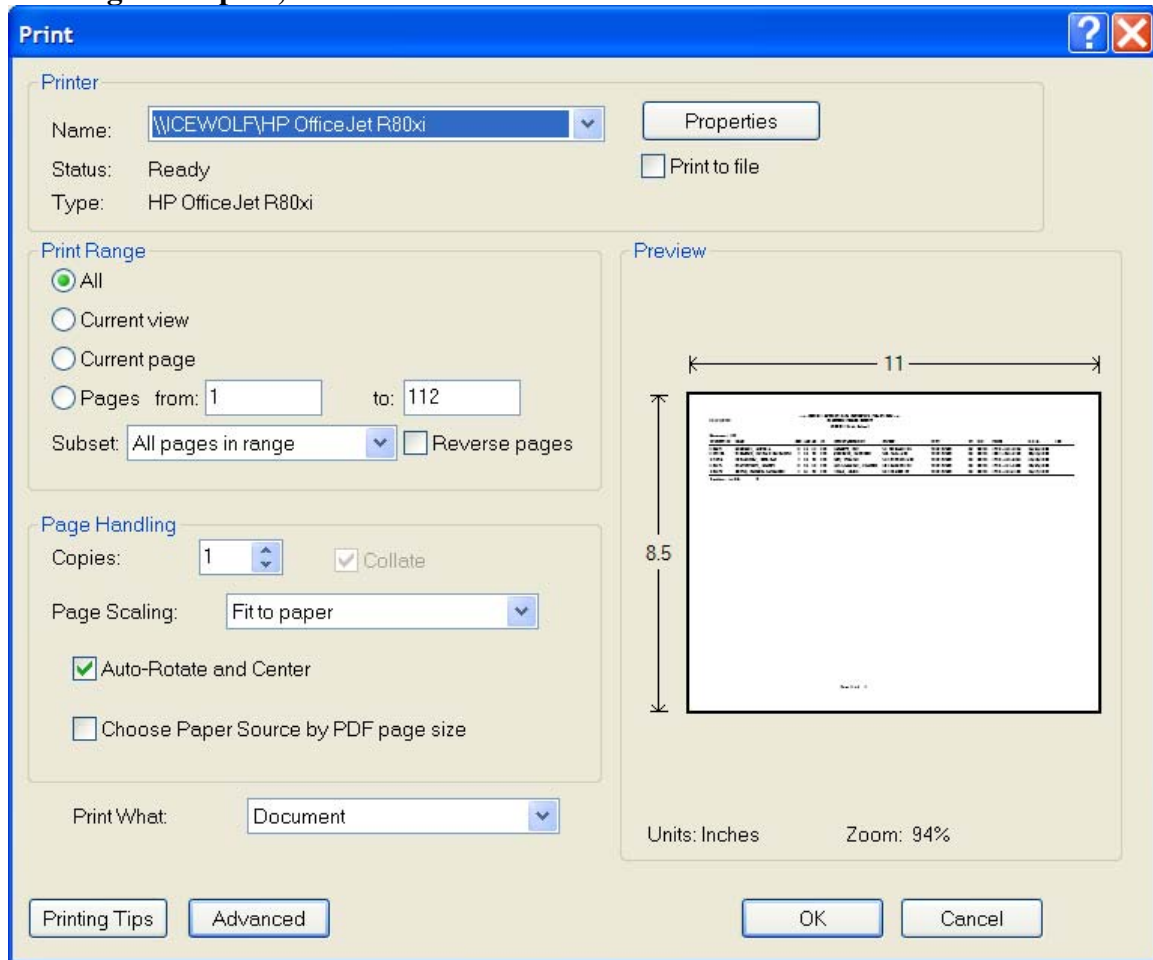 Print
Printer
Name: \\ICEWOLF\HP OfficeJet R80xi Properties
Status: Ready Print to file
Type: HP OfficeJet R80xi
Print Range
All
Current view
Current page
Pages from: 1 to: 112
Subset: All pages in range Reverse pages
Page Handling
Copies: 1 Collate
Page Scaling: Fit to paper
Auto-Rotate and Center
Choose Paper Source by PDF page size
Print What: Document
Preview
11
8.5
Units: Inches Zoom: 94%
Printing Tips Advanced OK Cancel